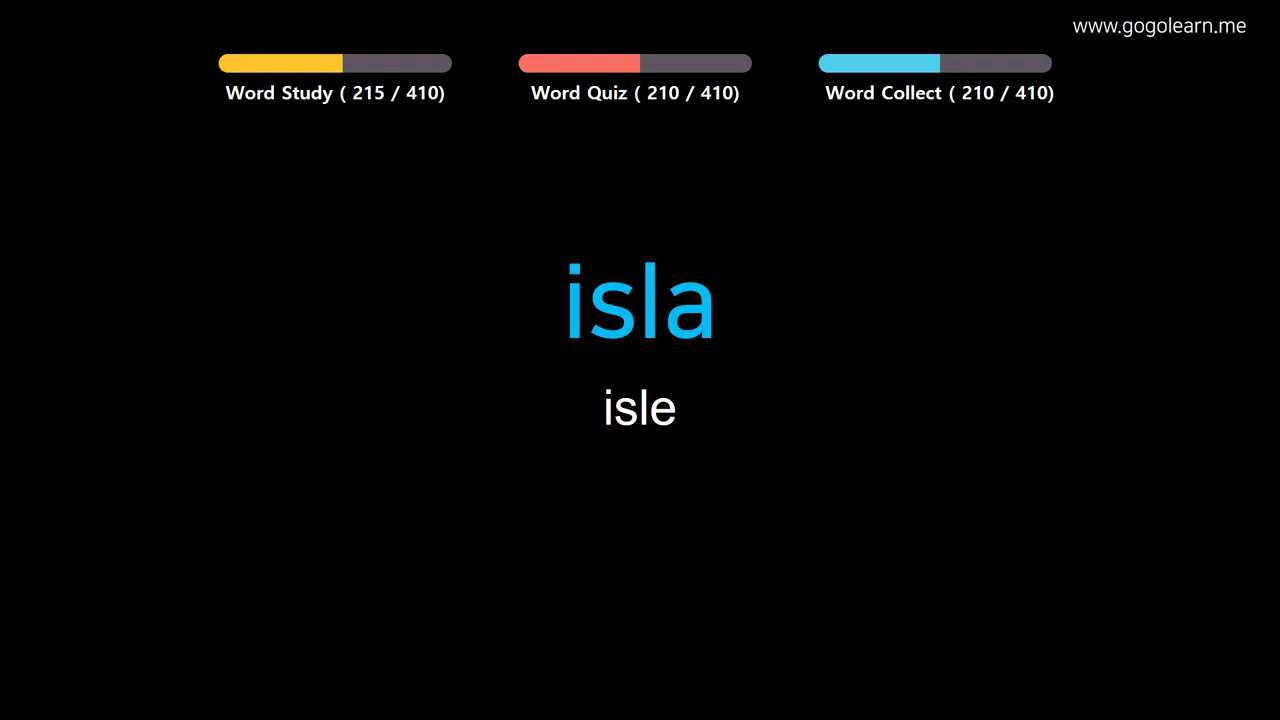 www.gogolearn.me
Word Study ( 215 / 410)
Word Quiz ( 210 / 410)
Word Collect ( 210 / 410)
isla
isle